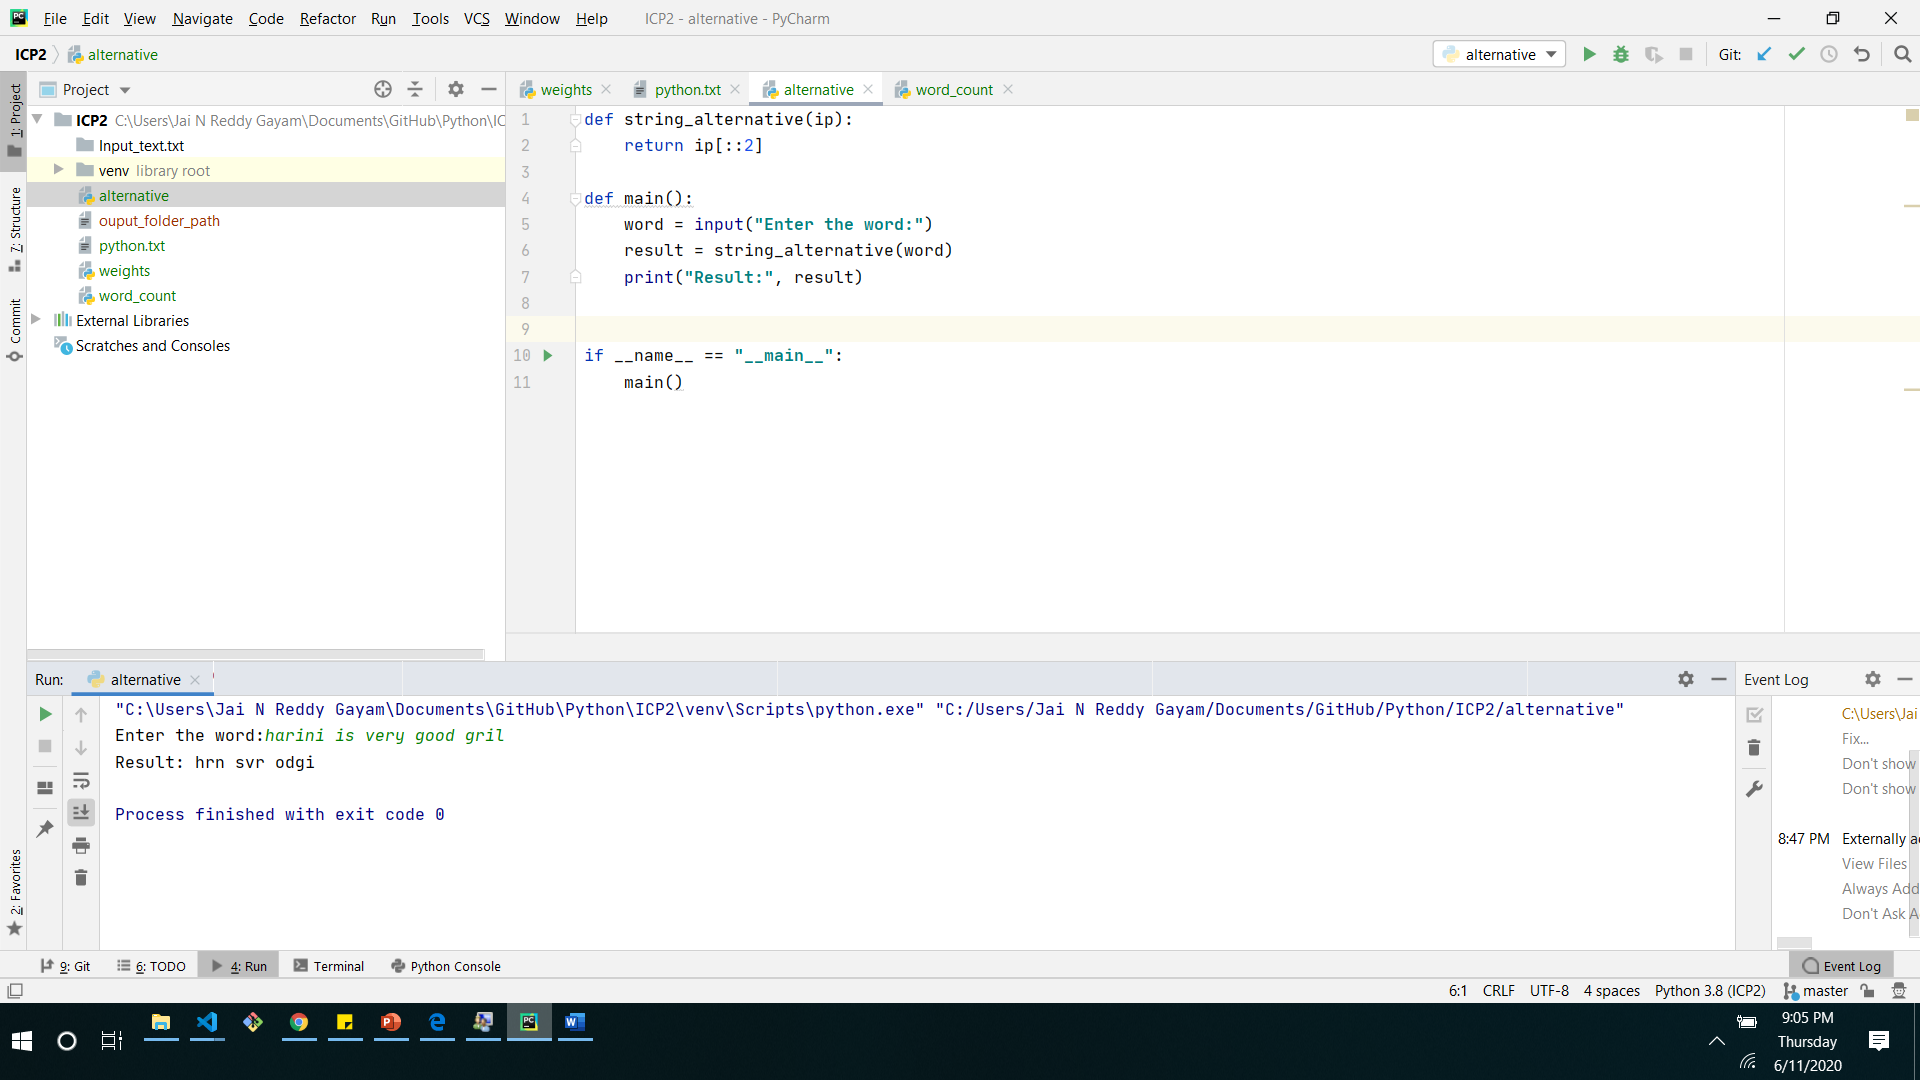 File Edit View Navigate Code Refactor Run Tools VCS Window Help ICP2 - alternative - PyCharm
ICP2 alternative
alternative Git:
Project
weights python.txt alternative word_count
1: Project
7: Structure
Commit
2: Favorites
ICP2 C:\Users\Jai N Reddy Gayam\Documents\GitHub\Python\IC
Input_text.txt
venv library root
alternative
ouput_folder_path
python.txt
weights
word_count
External Libraries
Scratches and Consoles
1 def string_alternative(ip):
2 return ip[::2]
3
4 def main():
5 word = input("Enter the word:")
6 result = string_alternative(word)
7 print("Result:", result)
8
9
10 if __name__ == "__main__":
11 main()
Run: alternative
"C:\Users\Jai N Reddy Gayam\Documents\GitHub\Python\ICP2\venv\Scripts\python.exe" "C:/Users/Jai N Reddy Gayam/Documents/GitHub/Python/ICP2/alternative"
Enter the word:harini is very good gril
Result: hrn svr odgi
Process finished with exit code 0
Event Log
C:\Users\Jai
Fix...
Don't show
Don't show
8:47 PM Externally a
View Files
Always Add
Don't Ask A
9: Git 6: TODO 4: Run Terminal Python Console Event Log
6:1 CRLF UTF-8 4 spaces Python 3.8 (ICP2) master
9:05 PM
Thursday
6/11/2020